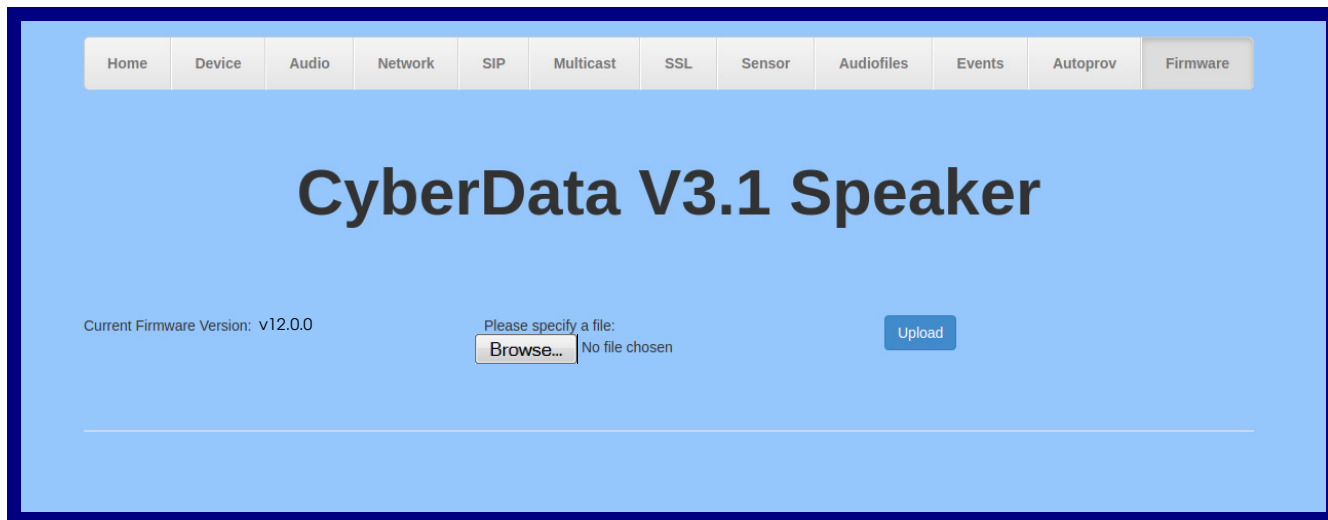 Home Device Audio Network SIP Multicast SSL Sensor Audiofiles Events Autoprov Firmware
CyberData V3.1 Speaker
Current Firmware Version: v12.0.0
Please specify a file:
Browse... No file chosen
Upload